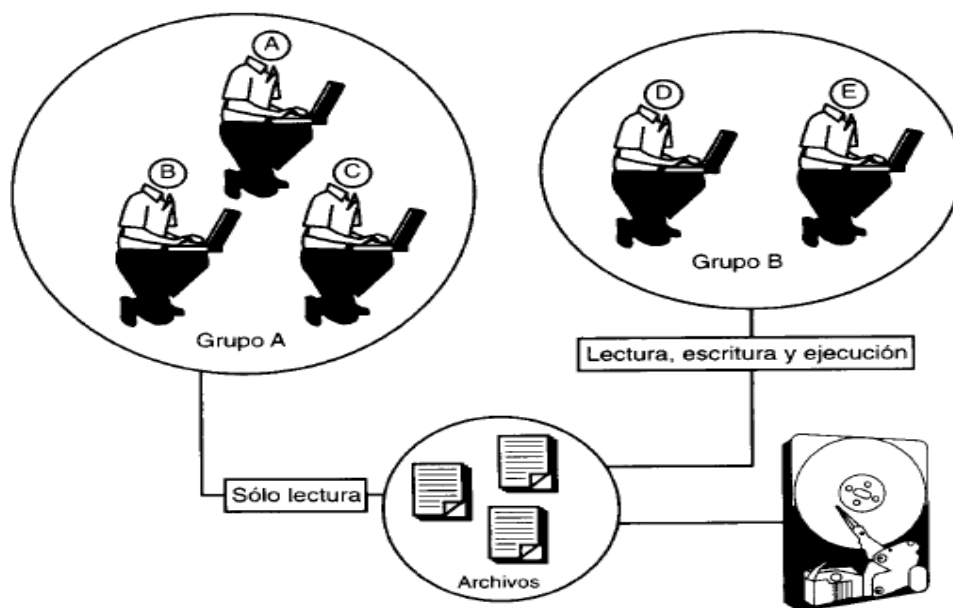 A
B
C
Grupo A
D
E
Grupo B
Lectura, escritura y ejecución
Sólo lectura
Archivos